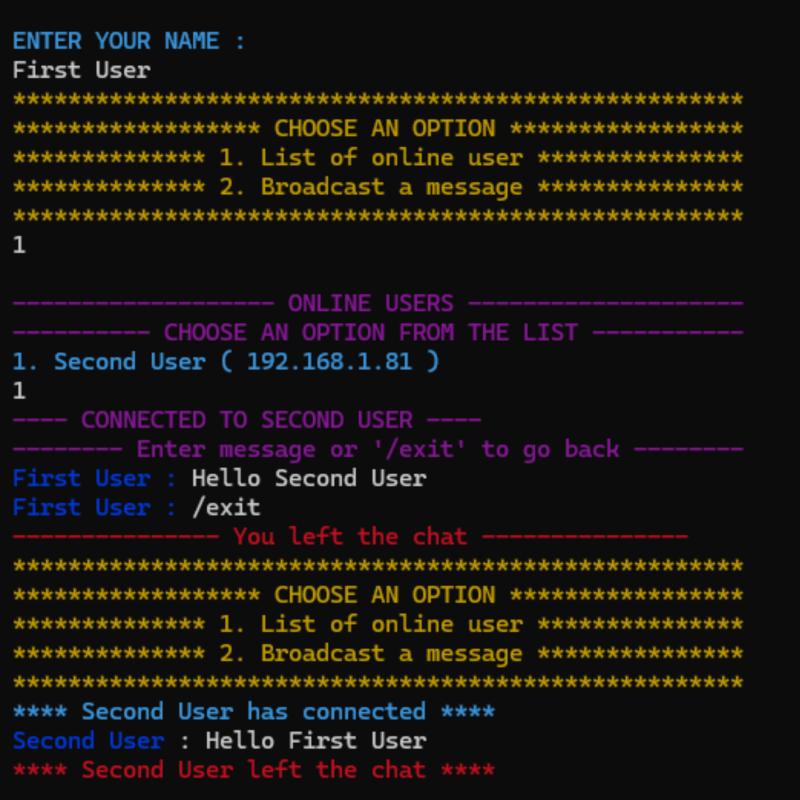 ENTER YOUR NAME :
First User
*****************************************************
****************** CHOOSE AN OPTION *****************
************** 1. List of online user ***************
************** 2. Broadcast a message ***************
*****************************************************
1
------------------- ONLINE USERS --------------------
---------- CHOOSE AN OPTION FROM THE LIST -----------
1. Second User ( 192.168.1.81 )
1
---- CONNECTED TO SECOND USER ----
-------- Enter message or '/exit' to go back --------
First User : Hello Second User
First User : /exit
--------------- You left the chat ---------------
*****************************************************
****************** CHOOSE AN OPTION *****************
************** 1. List of online user ***************
************** 2. Broadcast a message ***************
*****************************************************
**** Second User has connected ****
Second User : Hello First User
**** Second User left the chat ****